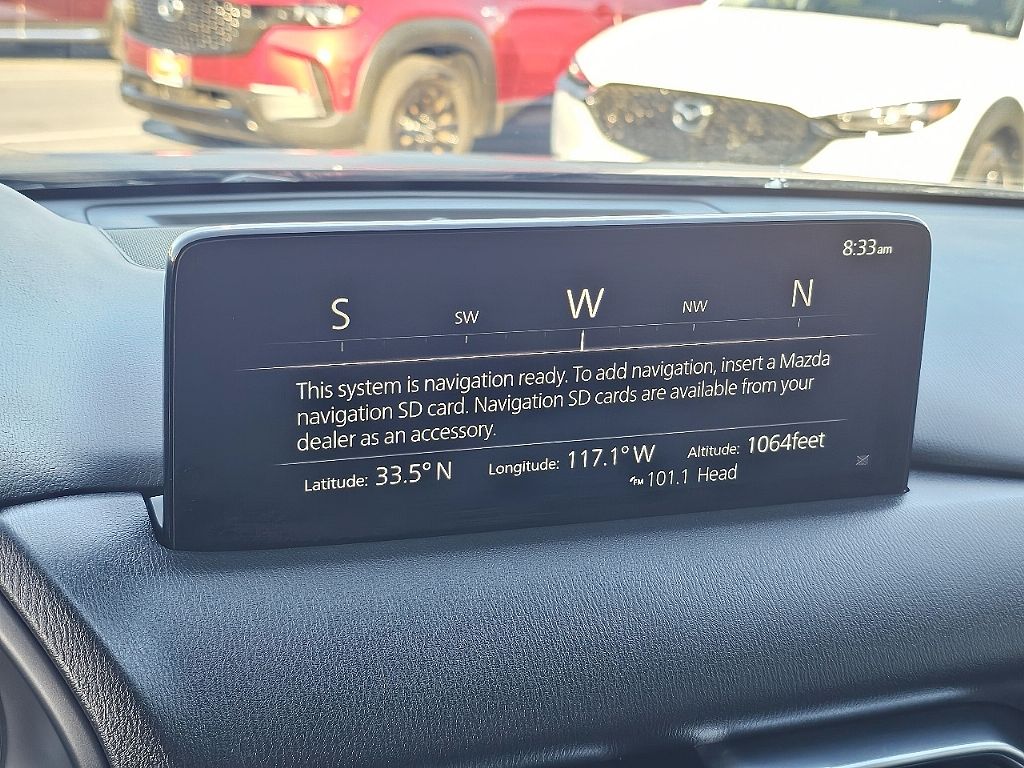 8:33am
S SW W NW N
This system is navigation ready. To add navigation, insert a Mazda
navigation SD card. Navigation SD cards are available from your
dealer as an accessory.
Latitude: 33.5° N Longitude: 117.1° W Altitude: 1064feet
FM 101.1 Head